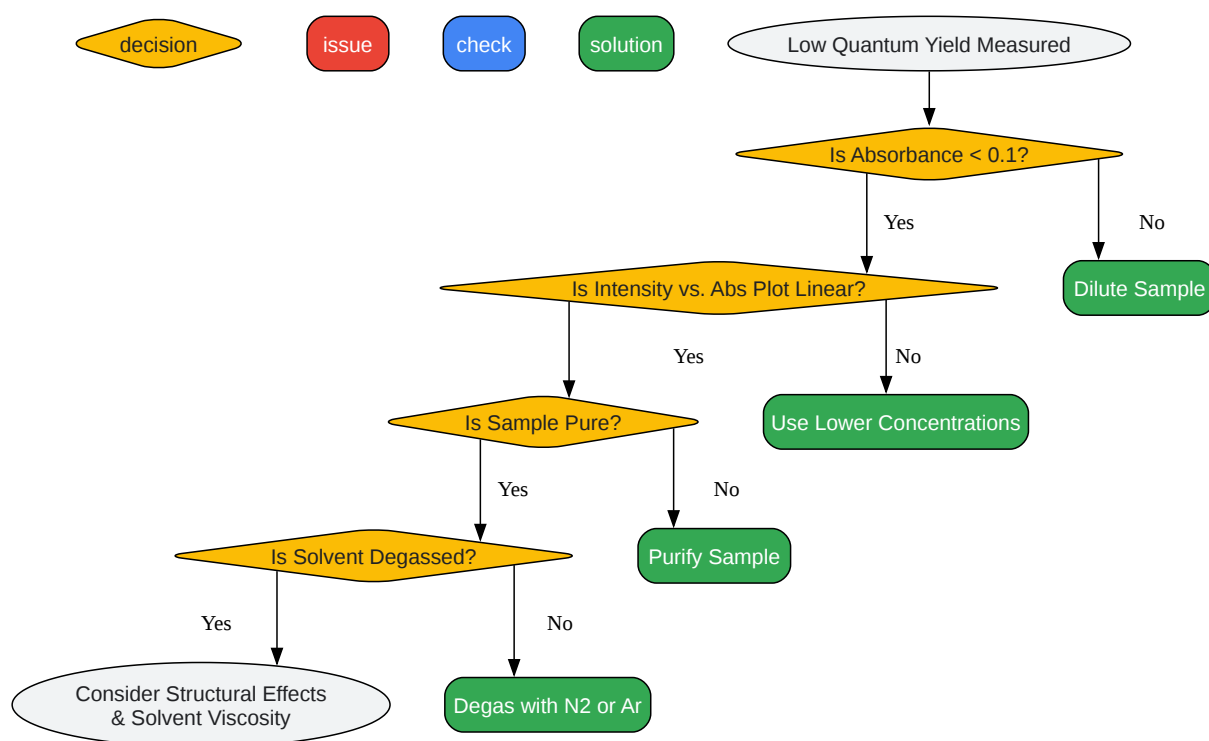 decision
issue
check
solution
Low Quantum Yield Measured
Is Absorbance < 0.1?
Yes
No
Is Intensity vs. Abs Plot Linear?
Dilute Sample
Yes
No
Is Sample Pure?
Use Lower Concentrations
Yes
No
Is Solvent Degassed?
Purify Sample
Yes
No
Consider Structural Effects
& Solvent Viscosity
Degas with N2 or Ar